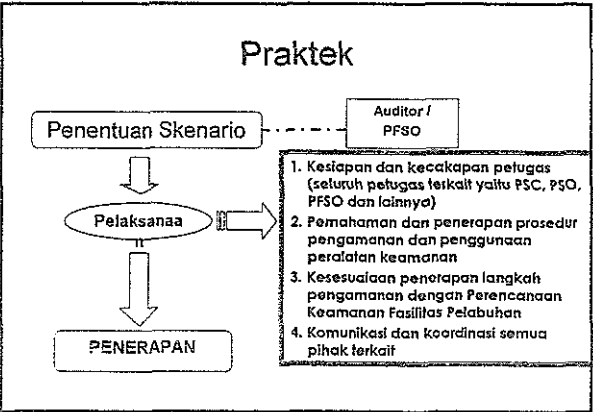 Praktek
Auditor /
PFSO
Penentuan Skenario
1. Kesiapan dan kecakapan petugas
(seluruh petugas terkait yaitu PSC, PSO,
PFSO dan lainnya)
Pelaksanaa
n
2. Pemahaman dan penerapan prosedur
pengamanan dan penggunaan
peralatan keamanan
3. Kesesuaiaan penerapan langkah
pengamanan dengan Perencanaan
Keamanan Fasilitas Pelabuhan
4. Komunikasi dan koordinasi semua
pihak terkait
PENERAPAN